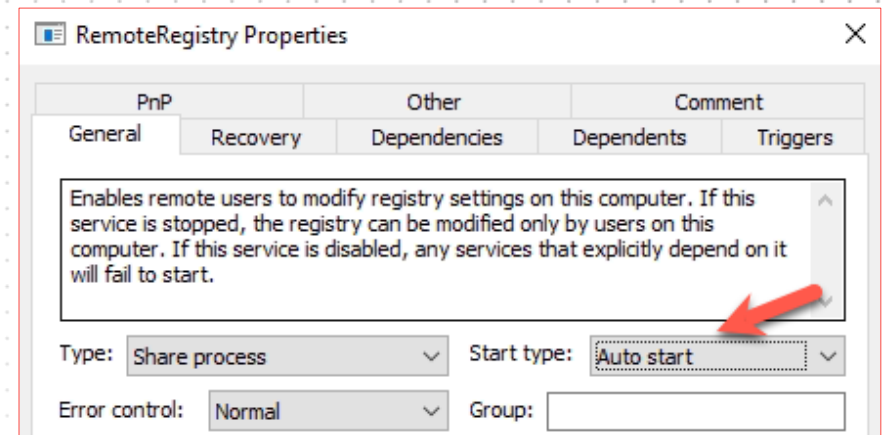 RemoteRegistry Properties
PnP Other Comment
General Recovery Dependencies Dependents Triggers
Enables remote users to modify registry settings on this computer. If this
service is stopped, the registry can be modified only by users on this
computer. If this service is disabled, any services that explicitly depend on it
will fail to start.
Type: Share process Start type: Auto start
Error control: Normal Group: